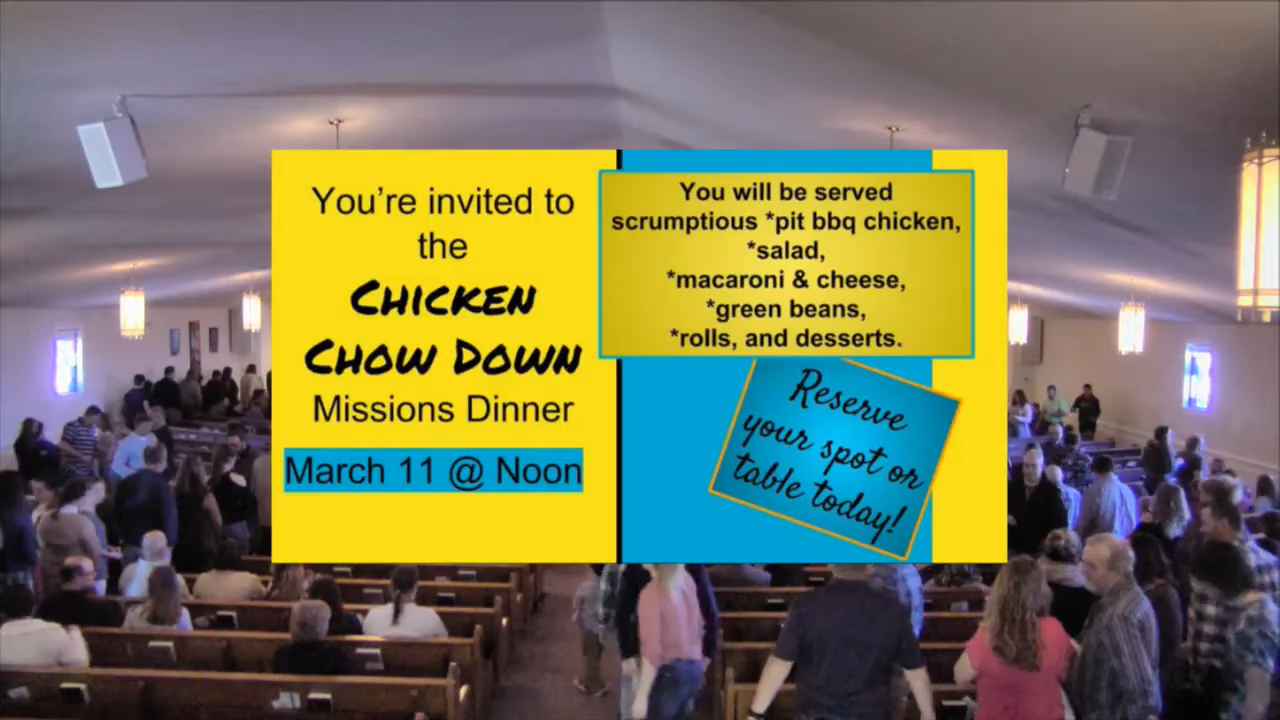 You're invited to
the
CHICKEN
CHOW DOWN
Missions Dinner
March 11 @ Noon
You will be served
scrumptious *pit bbq chicken,
*salad,
*macaroni & cheese,
*green beans,
*rolls, and desserts.
Reserve
your spot or
table today!